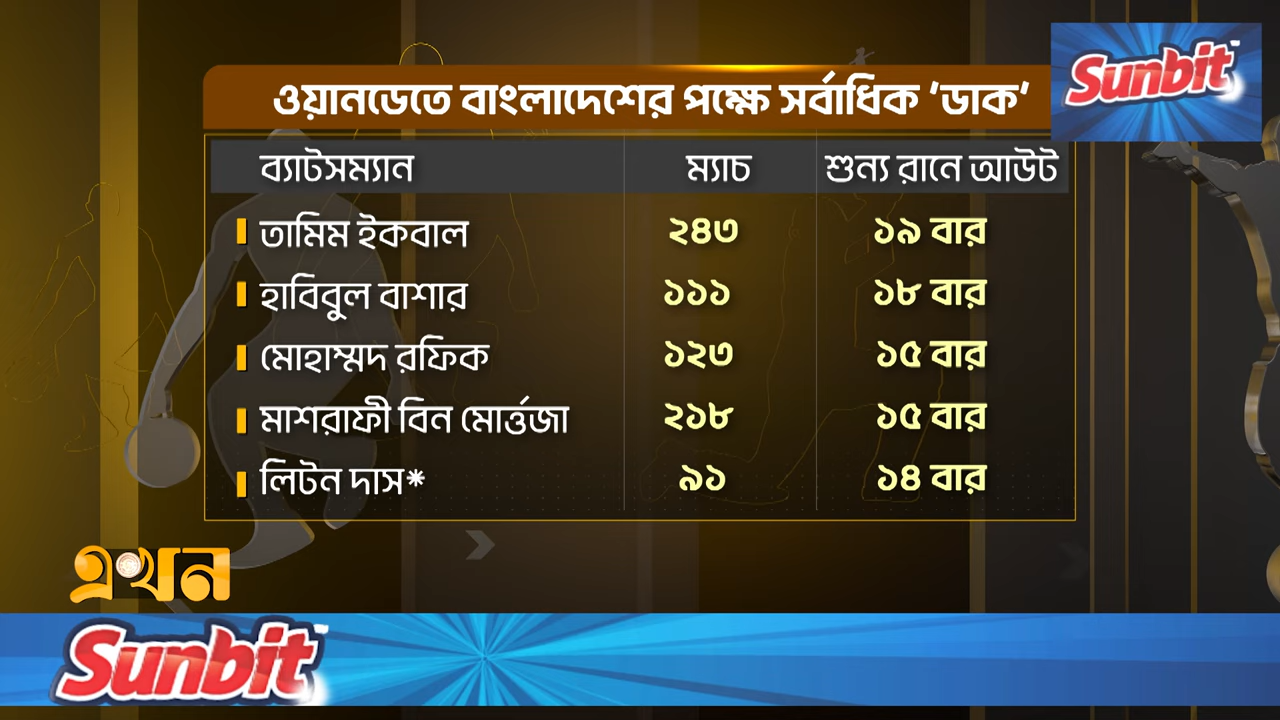 Sunbit
ওয়ানডেতে বাংলাদেশের পক্ষে সর্বাধিক ‘ডাক‘
ব্যাটসম্যান ম্যাচ শুন্য রানে আউট
তামিম ইকবাল ২৪৩ ১৯ বার
হাবিবুল বাশার ১১১ ১৮ বার
মোহাম্মদ রফিক ১২৩ ১৫ বার
মাশরাফী বিন মোর্ত্তজা ২১৮ ১৫ বার
লিটন দাস* ৯১ ১৪ বার
এখন
Sunbit